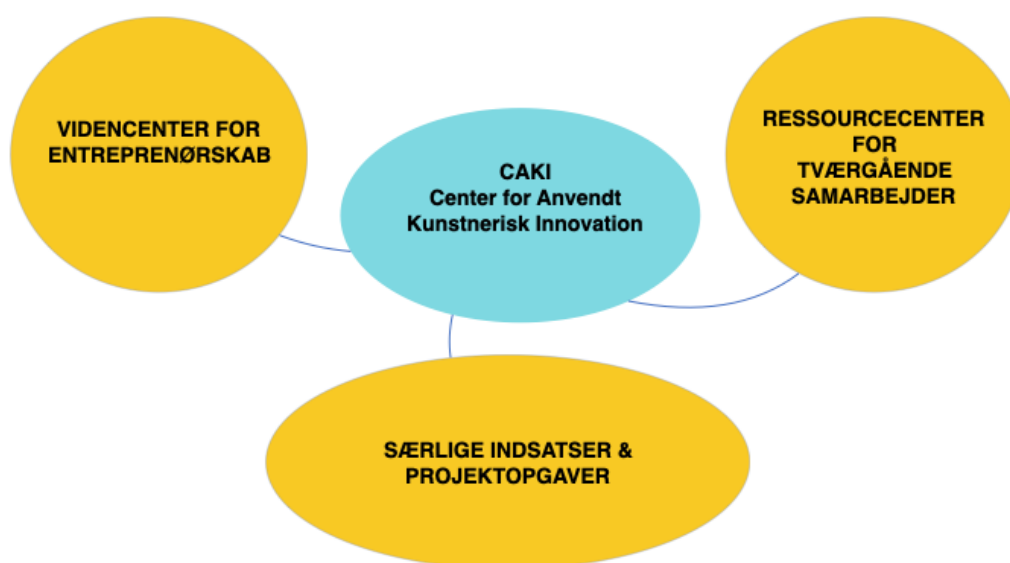 VIDENCENTER FOR
ENTREPRENØRSKAB
CAKI
Center for Anvendt
Kunstnerisk Innovation
RESSOURCECENTER
FOR
TVÆRGÅENDE
SAMARBEJDER
SÆRLIGE INDSATSER &
PROJEKTOPGAVER